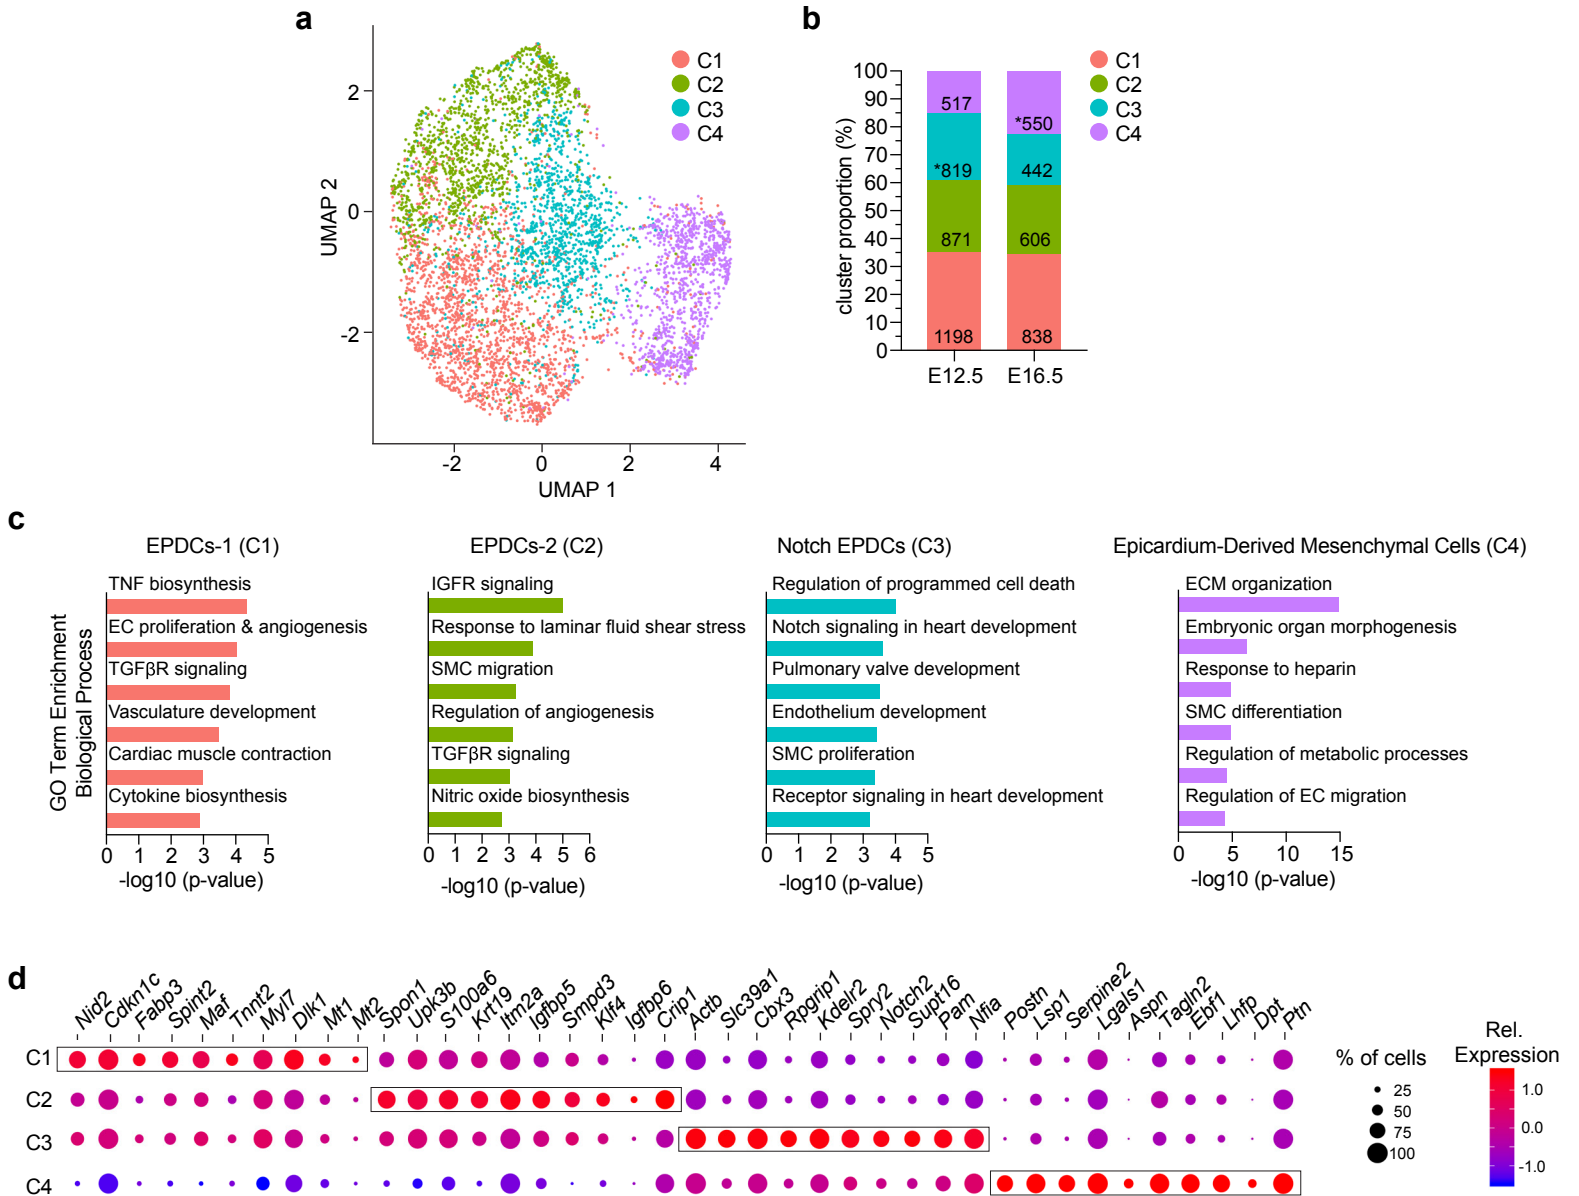 a
b
C1
C2
C3
C4
2
0
-2
-2
0
2
4
UMAP 2
UMAP 1
C1
C2
C3
C4
cluster proportion (%)
100
90
80
70
60
50
40
30
20
10
0
517
*819
871
1198
*550
442
606
838
E12.5
E16.5
c
GO Term Enrichment
Biological Process
EPDCs-1 (C1)
TNF biosynthesis
EC proliferation & angiogenesis
TGFβR signaling
Vasculature development
Cardiac muscle contraction
Cytokine biosynthesis
0 1 2 3 4 5
-log10 (p-value)
EPDCs-2 (C2)
IGFR signaling
Response to laminar fluid shear stress
SMC migration
Regulation of angiogenesis
TGFβR signaling
Nitric oxide biosynthesis
0 1 2 3 4 5 6
-log10 (p-value)
Notch EPDCs (C3)
Regulation of programmed cell death
Notch signaling in heart development
Pulmonary valve development
Endothelium development
SMC proliferation
Receptor signaling in heart development
0 1 2 3 4 5
-log10 (p-value)
Epicardium-Derived Mesenchymal Cells (C4)
ECM organization
Embryonic organ morphogenesis
Response to heparin
SMC differentiation
Regulation of metabolic processes
Regulation of EC migration
0 5 10 15
-log10 (p-value)
d
Nid2
Cdkn1c
Fabp3
Spint2
Maf
Tnnt2
Myl7
Dlk1
Mt1
Mt2
Spon1
Upk3b
S100a6
Krt19
Itm2a
Igfbp5
Smpd3
Klf4
Igfbp6
Crip1
Actb
Slc39a1
Cbx3
Rpgrip1
Kdelr2
Spry2
Notch2
Supt16
Pam
Nfia
Postn
Lsp1
Serpine2
Lgals1
Aspn
Tagln2
Ebf1
Lhfp
Dpt
Ptn
C1
C2
C3
C4
% of cells
25
50
75
100
Rel.
Expression
1.0
0.0
-1.0